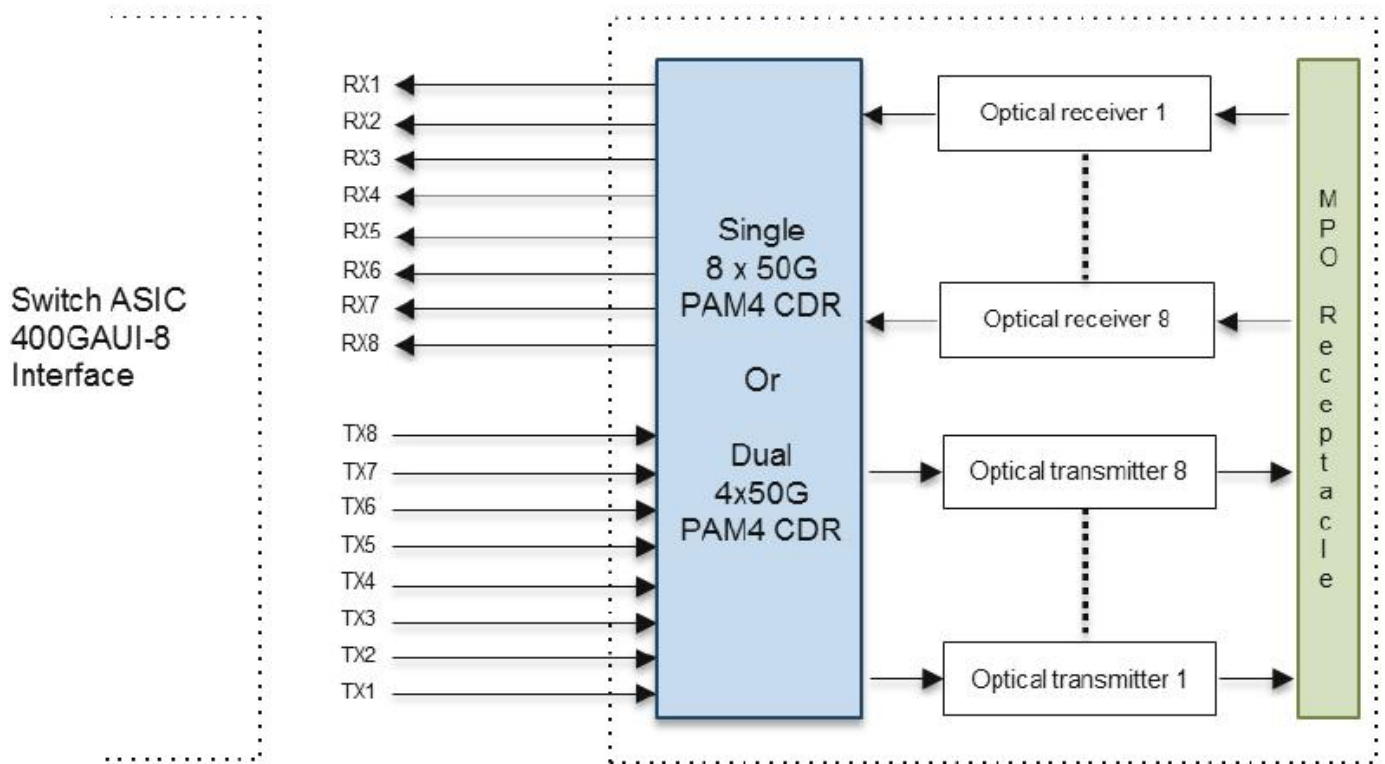 Switch ASIC
400GAUI-8
Interface
RX1
RX2
RX3
RX4
RX5
RX6
RX7
RX8
TX8
TX7
TX6
TX5
TX4
TX3
TX2
TX1
Single
8 x 50G
PAM4 CDR
Or
Dual
4x50G
PAM4 CDR
Optical receiver 1
Optical receiver 8
Optical transmitter 8
Optical transmitter 1
MPO Receptacle